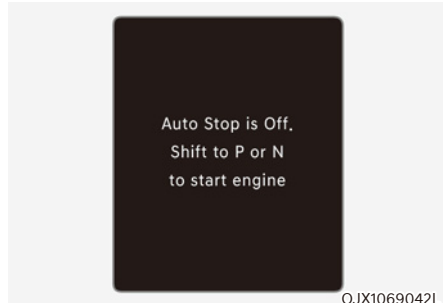 Auto Stop is Off.
Shift to P or N
to start engine
OJX1069042L